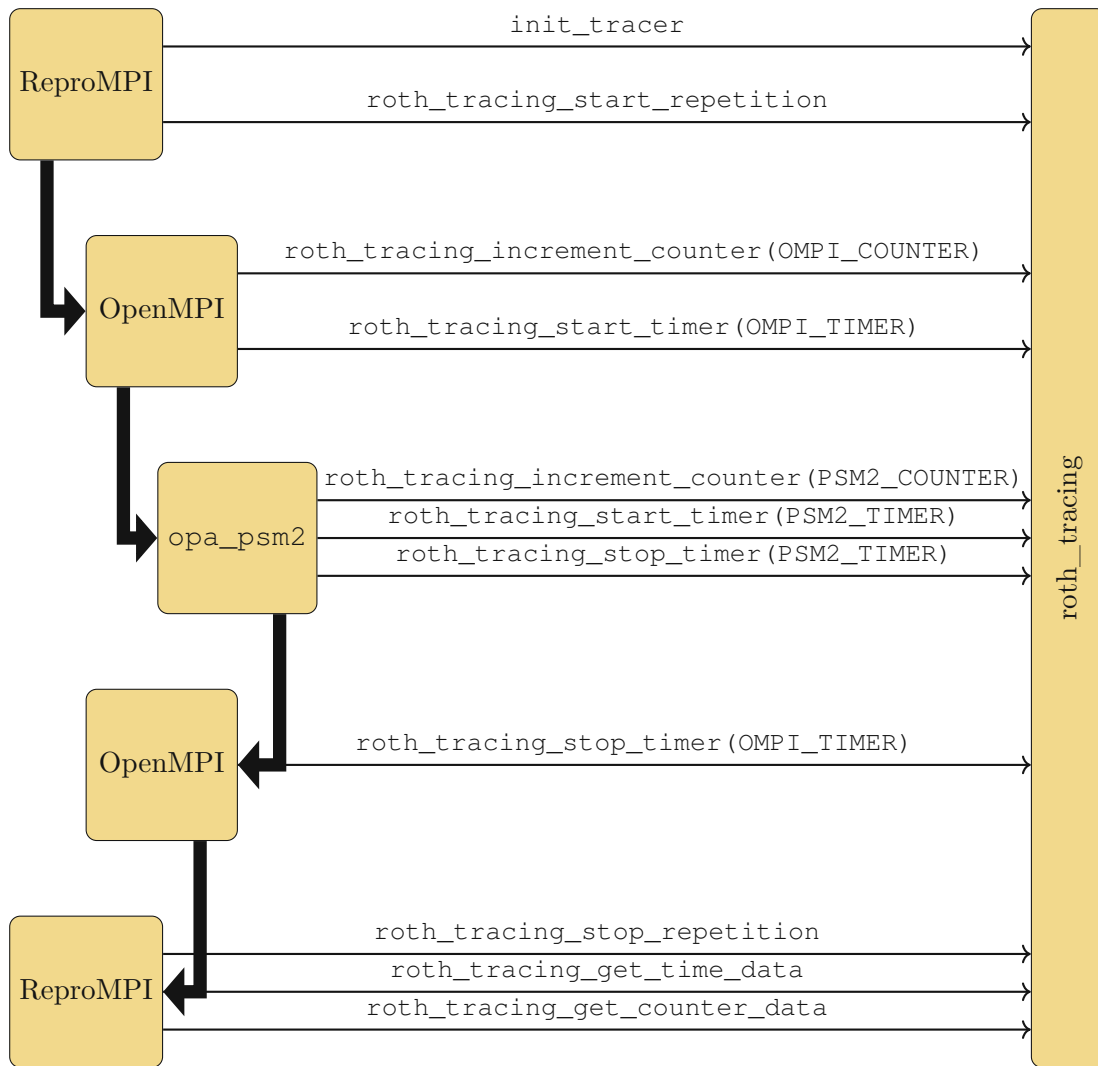 init_tracer
ReproMPI
roth_tracing_start_repetition
roth_tracing_increment_counter(OMPI_COUNTER)
OpenMPI
roth_tracing_start_timer(OMPI_TIMER)
roth_tracing_increment_counter(PSM2_COUNTER)
roth_tracing_start_timer(PSM2_TIMER)
opa_psm2
roth_tracing_stop_timer(PSM2_TIMER)
roth_tracing
roth_tracing_stop_timer(OMPI_TIMER)
OpenMPI
roth_tracing_stop_repetition
roth_tracing_get_time_data
ReproMPI
roth_tracing_get_counter_data